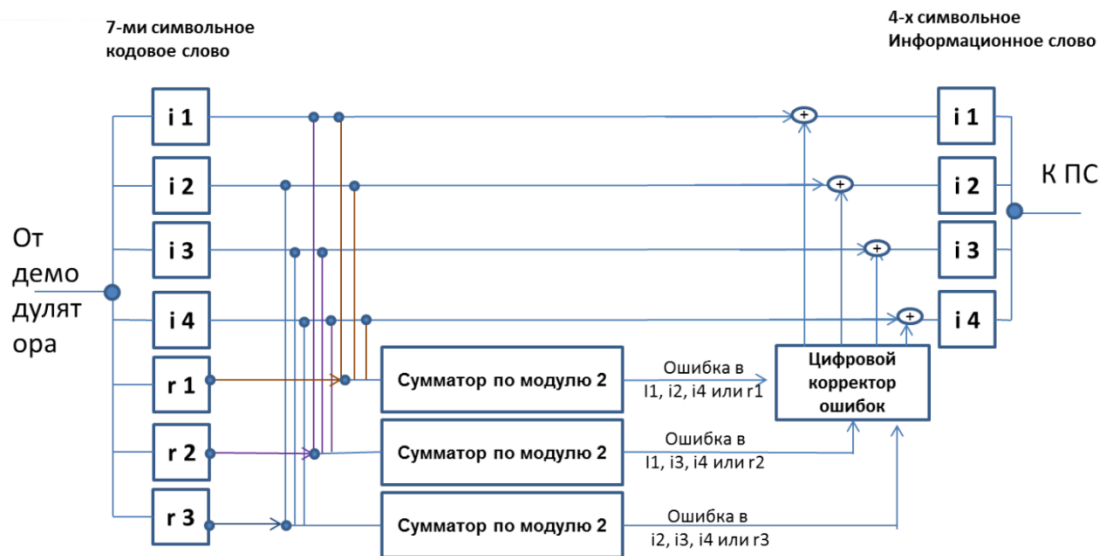 7-ми символьное
кодовое слово
4-х символьное
Информационное слово
От
демо
дулят
ора
i 1
i 2
i 3
i 4
r 1
r 2
r 3
Сумматор по модулю 2
Сумматор по модулю 2
Сумматор по модулю 2
Ошибка в
I1, i2, i4 или r1
Ошибка в
I1, i3, i4 или r2
Ошибка в
i2, i3, i4 или r3
Цифровой
корректор
ошибок
+
+
+
+
i 1
i 2
i 3
i 4
К ПС